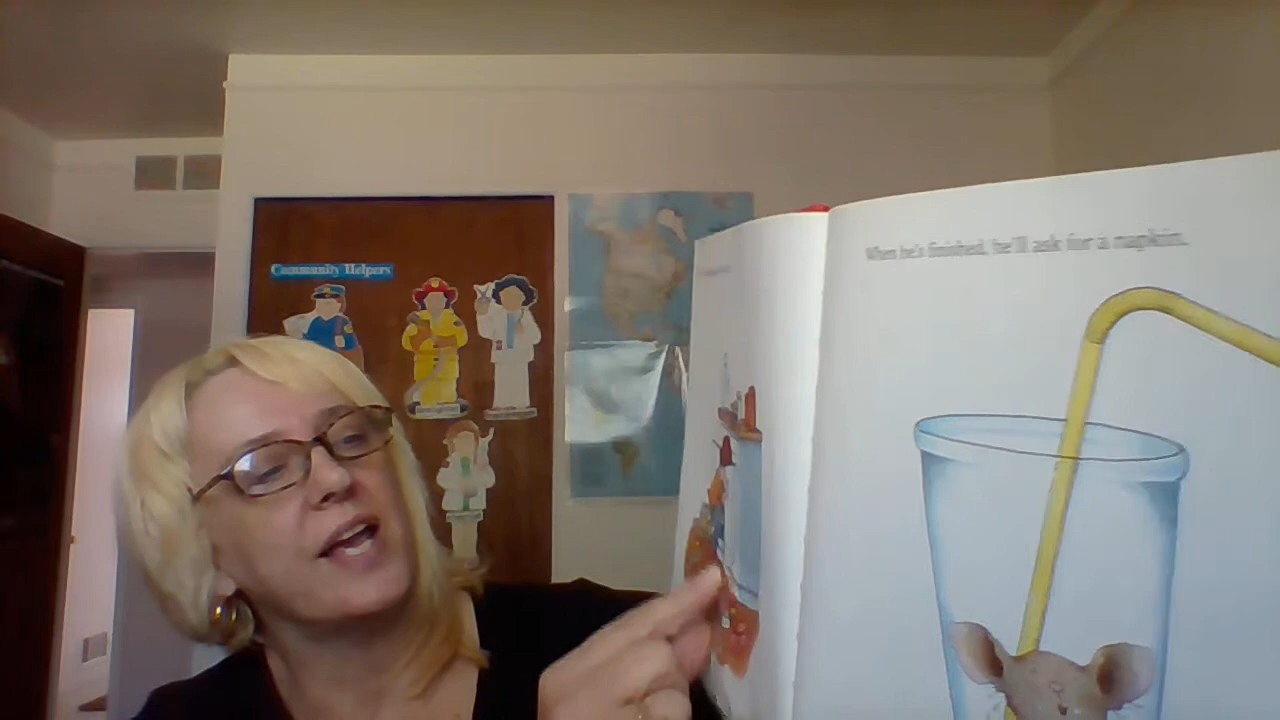 Community Helpers
When he's finished, he'll ask for a napkin.